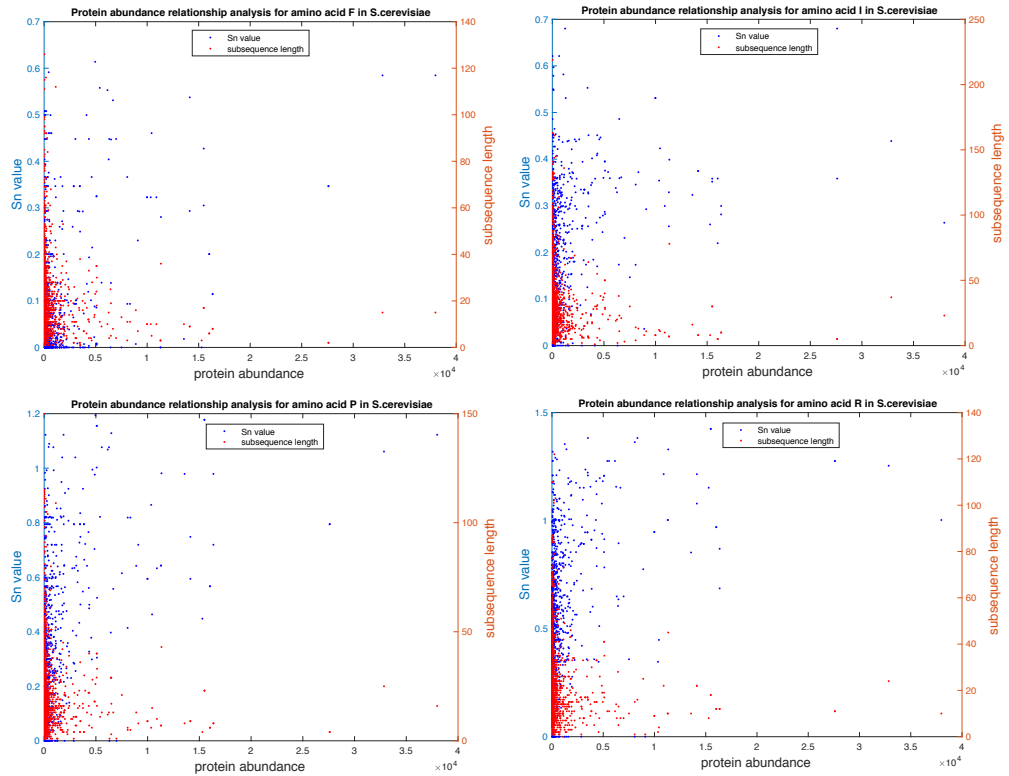 Protein abundance relationship analysis for amino acid F in S.cerevisiae
Sn value
subsequence length
0.7
0.6
0.5
0.4
0.3
0.2
0.1
0
Sn value
140
120
100
80
60
40
20
0
subsequence length
0 0.5 1 1.5 2 2.5 3 3.5 4
×10⁴
protein abundance
Protein abundance relationship analysis for amino acid I in S.cerevisiae
Sn value
subsequence length
0.7
0.6
0.5
0.4
0.3
0.2
0.1
0
Sn value
250
200
150
100
50
0
subsequence length
0 0.5 1 1.5 2 2.5 3 3.5 4
×10⁴
protein abundance
Protein abundance relationship analysis for amino acid P in S.cerevisiae
Sn value
subsequence length
1.2
1
0.8
0.6
0.4
0.2
0
Sn value
150
100
50
0
subsequence length
0 0.5 1 1.5 2 2.5 3 3.5 4
×10⁴
protein abundance
Protein abundance relationship analysis for amino acid R in S.cerevisiae
Sn value
subsequence length
1.5
1
0.5
0
Sn value
140
120
100
80
60
40
20
0
subsequence length
0 0.5 1 1.5 2 2.5 3 3.5 4
×10⁴
protein abundance